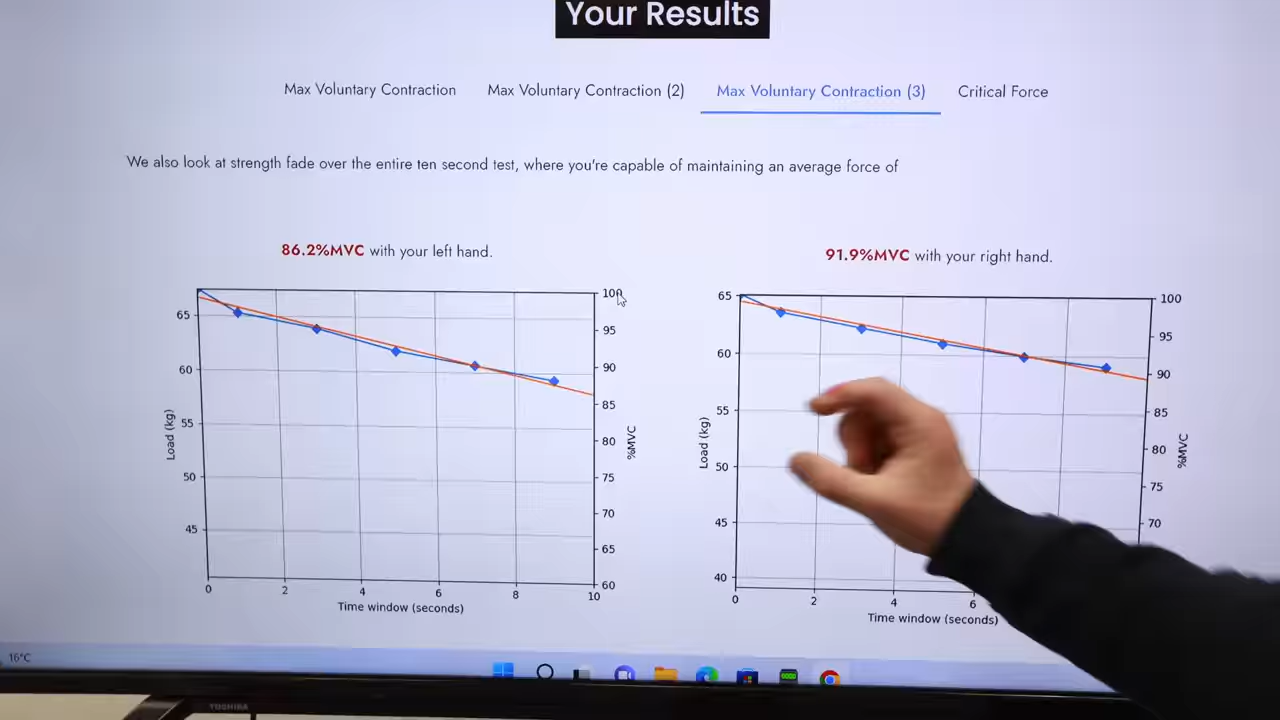 Your Results
Max Voluntary Contraction
Max Voluntary Contraction (2)
Max Voluntary Contraction (3)
Critical Force
We also look at strength fade over the entire ten second test, where you're capable of maintaining an average force of
86.2%MVC with your left hand.
65
60
55
50
45
Load (kg)
100
95
90
85
80
75
70
65
60
%MVC
0 2 4 6 8 10
Time window (seconds)
91.9%MVC with your right hand.
65
60
55
50
45
40
Load (kg)
100
95
90
85
80
75
70
%MVC
0 2 4 6
Time window (seconds)
16°C
TOSHIBA